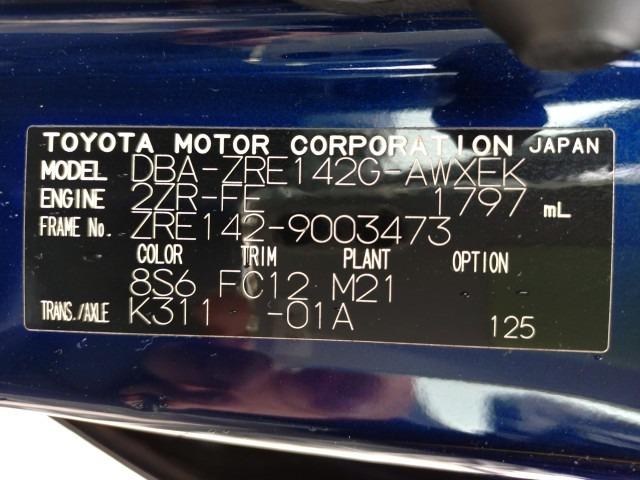 TOYOTA MOTOR CORPORATION JAPAN
MODEL DBA-ZRE142G-AWXEK
ENGINE 2ZR-FE 1797 mL
FRAME No. ZRE142-9003473
COLOR TRIM PLANT OPTION
8S6 FC12 M21
TRANS./AXLE K311 -01A 125